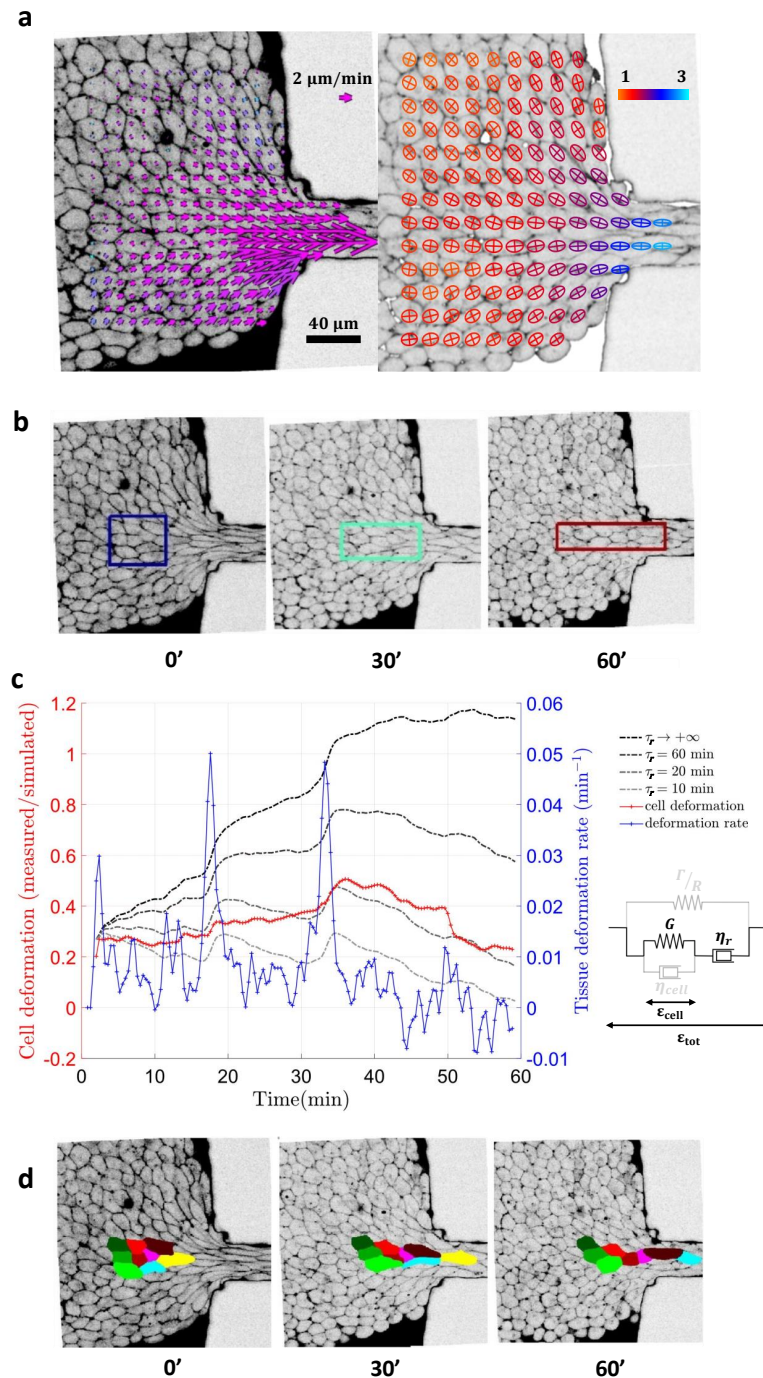 a
2 μm/min
40 μm
1 3
b
0′ 30′ 60′
c
Cell deformation (measured/simulated)
1.2
1
0.8
0.6
0.4
0.2
0
-0.2
0 10 20 30 40 50 60
Time(min)
0.06
0.05
0.04
0.03
0.02
0.01
0
-0.01
Tissue deformation rate (min⁻¹)
τr → +∞
τr = 60 min
τr = 20 min
τr = 10 min
cell deformation
deformation rate
Γ/R
G
ηr
ηcell
εcell
εtot
d
0′ 30′ 60′